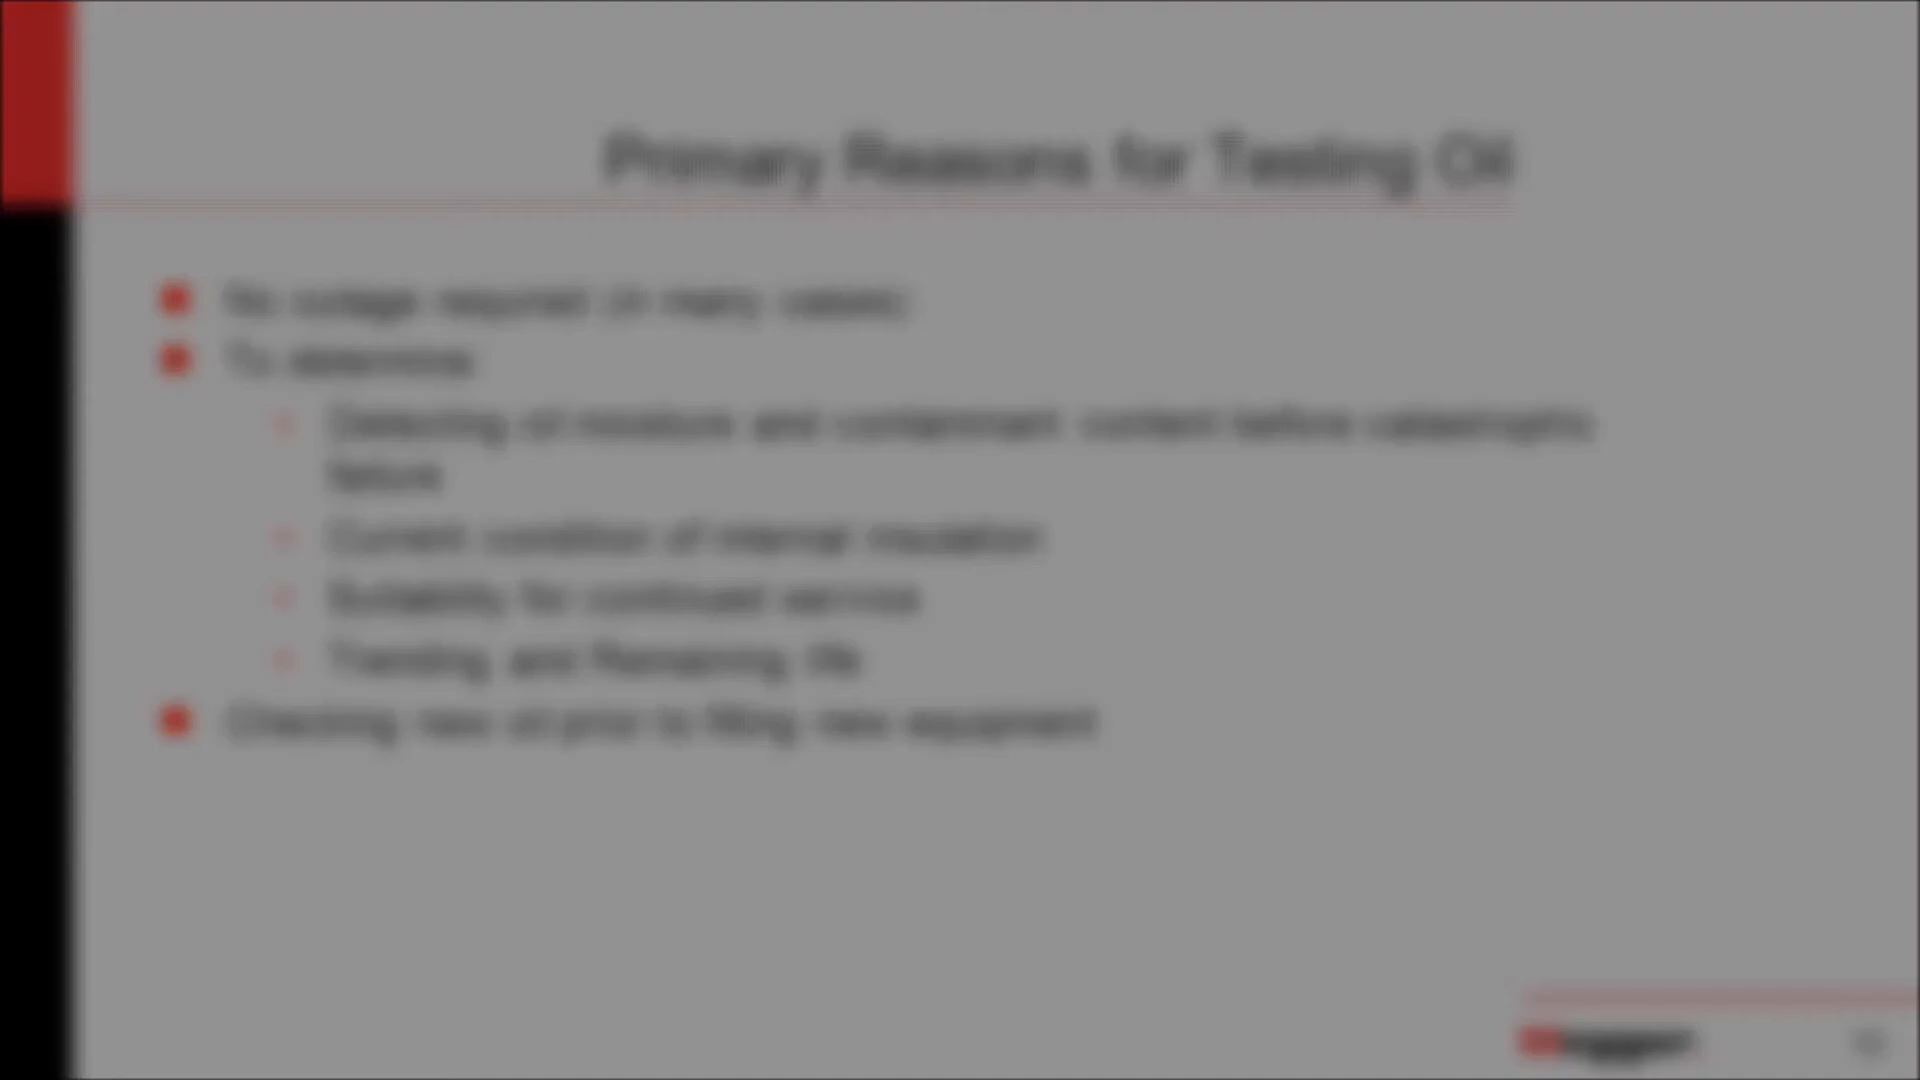 Primary Reasons for Testing Oil
No outage required (in many cases)
To determine
Detecting oil moisture and contaminant content before catastrophic
failure
Current condition of internal insulation
Suitability for continued service
Trending and Remaining life
Checking new oil prior to filling new equipment
Megger